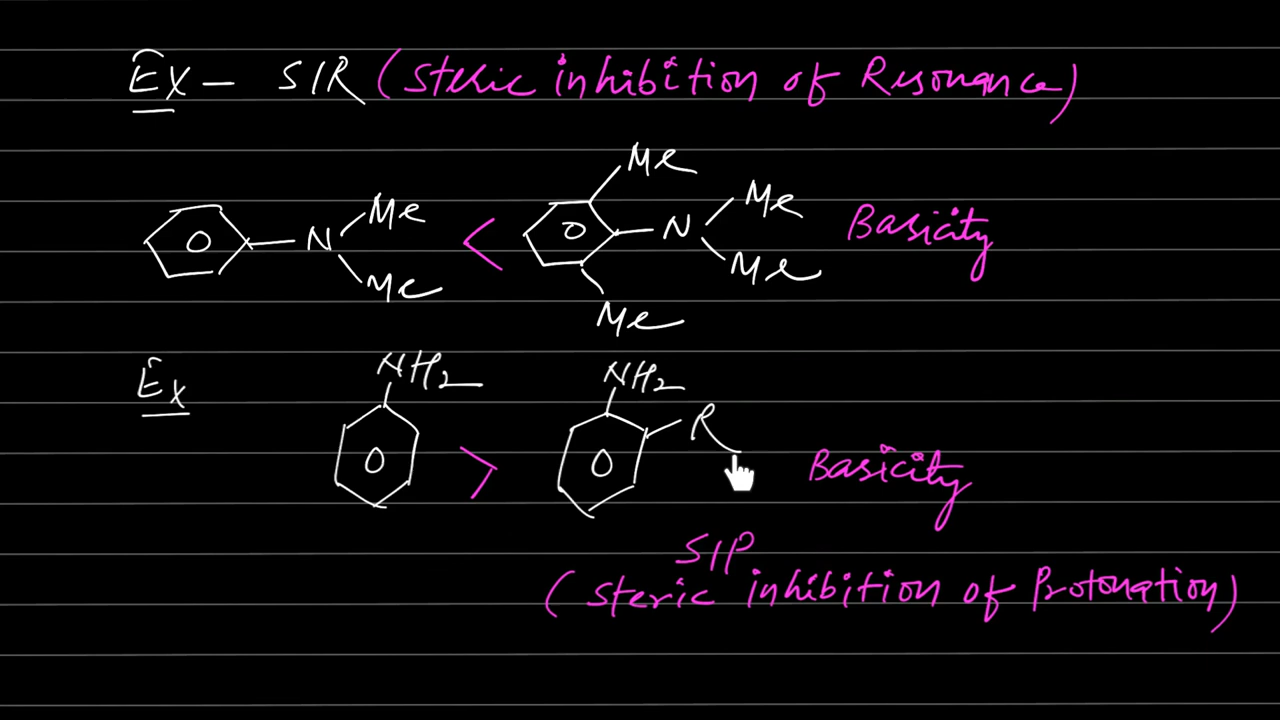 Ex - SIR (Steric inhibition of Resonance)
Me
Me Me
O N < O N Basicity
Me Me
Me
Ex NH2 NH2
R
O > O Basicity
SIP
(Steric inhibition of Protonation)